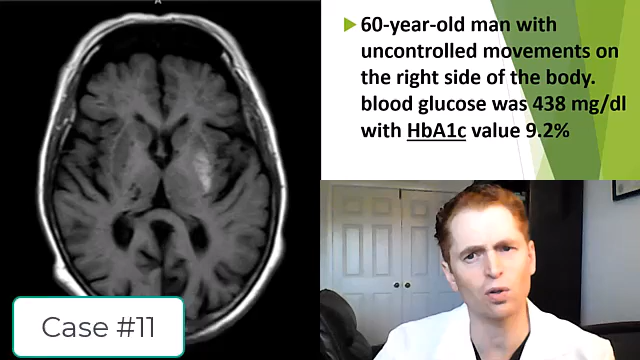 60-year-old man with
uncontrolled movements on
the right side of the body.
blood glucose was 438 mg/dl
with HbA1c value 9.2%
Case #11